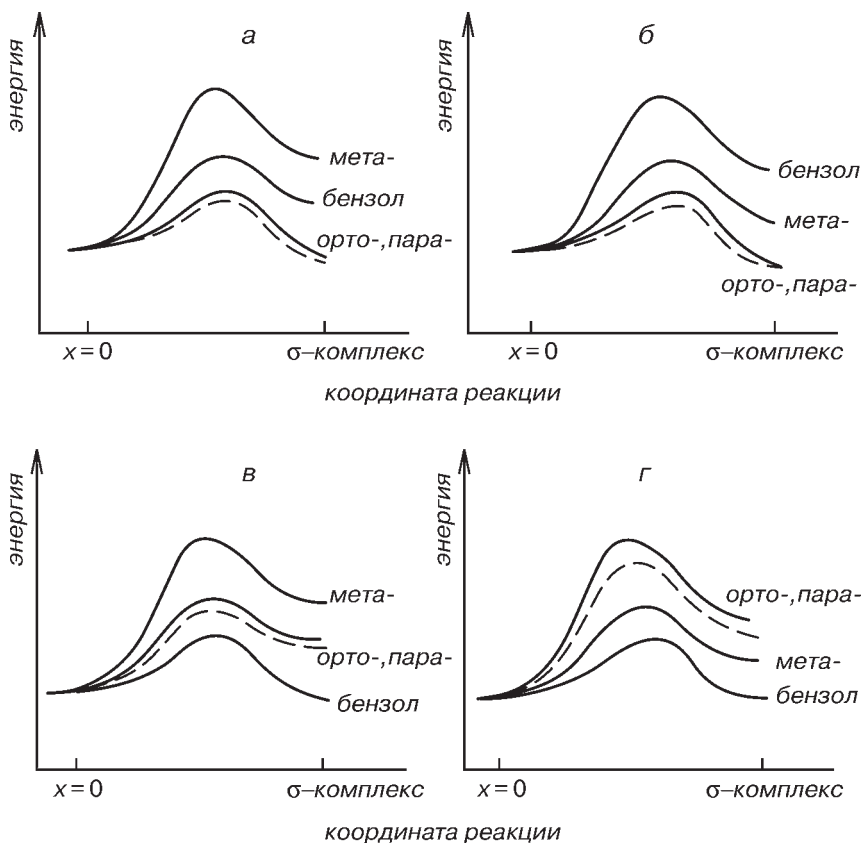 а
энергия
мета-
бензол
орто-,пара-
x = 0
σ–комплекс
б
энергия
бензол
мета-
орто-,пара-
x = 0
σ–комплекс
координата реакции
в
энергия
мета-
орто-,пара-
бензол
x = 0
σ–комплекс
г
энергия
орто-,пара-
мета-
бензол
x = 0
σ–комплекс
координата реакции